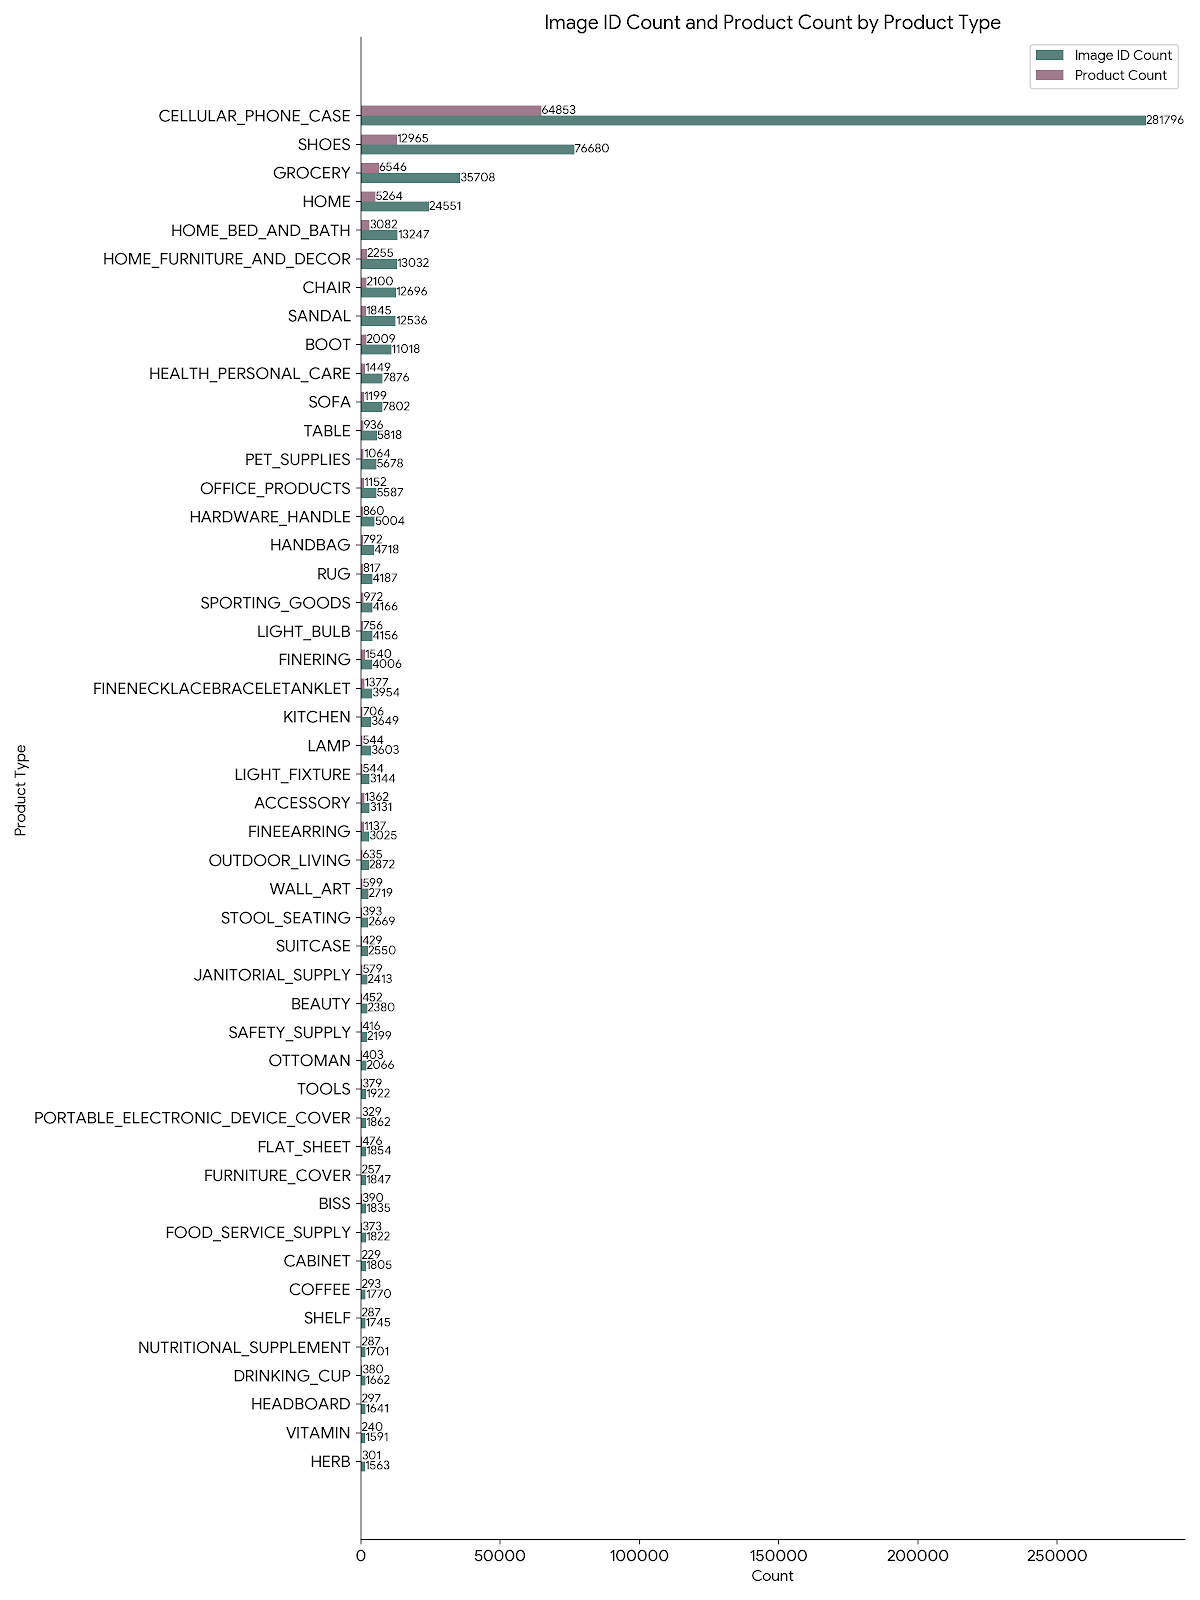 Image ID Count and Product Count by Product Type
Image ID Count
Product Count
CELLULAR_PHONE_CASE 64853 281796
SHOES 12965 76680
GROCERY 6546 35708
HOME 5264 24551
HOME_BED_AND_BATH 3082 13247
HOME_FURNITURE_AND_DECOR 2255 13032
CHAIR 2100 12696
SANDAL 1845 12536
BOOT 2009 11018
HEALTH_PERSONAL_CARE 1449 7876
SOFA 1199 7802
TABLE 936 5818
PET_SUPPLIES 1064 5678
OFFICE_PRODUCTS 1152 5587
HARDWARE_HANDLE 860 5004
HANDBAG 792 4718
RUG 817 4187
SPORTING_GOODS 972 4166
LIGHT_BULB 756 4156
FINERING 1540 4006
FINENECKLACEBRACELETANKLET 1377 3954
KITCHEN 706 3649
LAMP 544 3603
LIGHT_FIXTURE 544 3144
ACCESSORY 1362 3131
FINEEARRING 1137 3025
OUTDOOR_LIVING 635 2872
WALL_ART 599 2719
STOOL_SEATING 393 2669
SUITCASE 429 2550
JANITORIAL_SUPPLY 579 2413
BEAUTY 452 2380
SAFETY_SUPPLY 416 2199
OTTOMAN 403 2066
TOOLS 379 1922
PORTABLE_ELECTRONIC_DEVICE_COVER 329 1862
FLAT_SHEET 476 1854
FURNITURE_COVER 257 1847
BISS 390 1835
FOOD_SERVICE_SUPPLY 373 1822
CABINET 229 1805
COFFEE 293 1770
SHELF 287 1745
NUTRITIONAL_SUPPLEMENT 287 1701
DRINKING_CUP 380 1662
HEADBOARD 297 1641
VITAMIN 240 1591
HERB 301 1563
Product Type
0 50000 100000 150000 200000 250000
Count